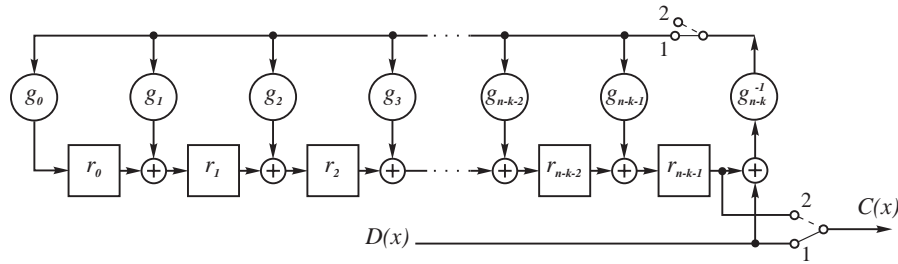 2
1
· · · · ·
g₀ g₁ g₂ g₃ gₙ₋ₖ₋₂ gₙ₋ₖ₋₁ g⁻¹ₙ₋ₖ
r₀ + r₁ + r₂ + · · · · · + rₙ₋ₖ₋₂ + rₙ₋ₖ₋₁ +
2 C(x)
D(x) 1